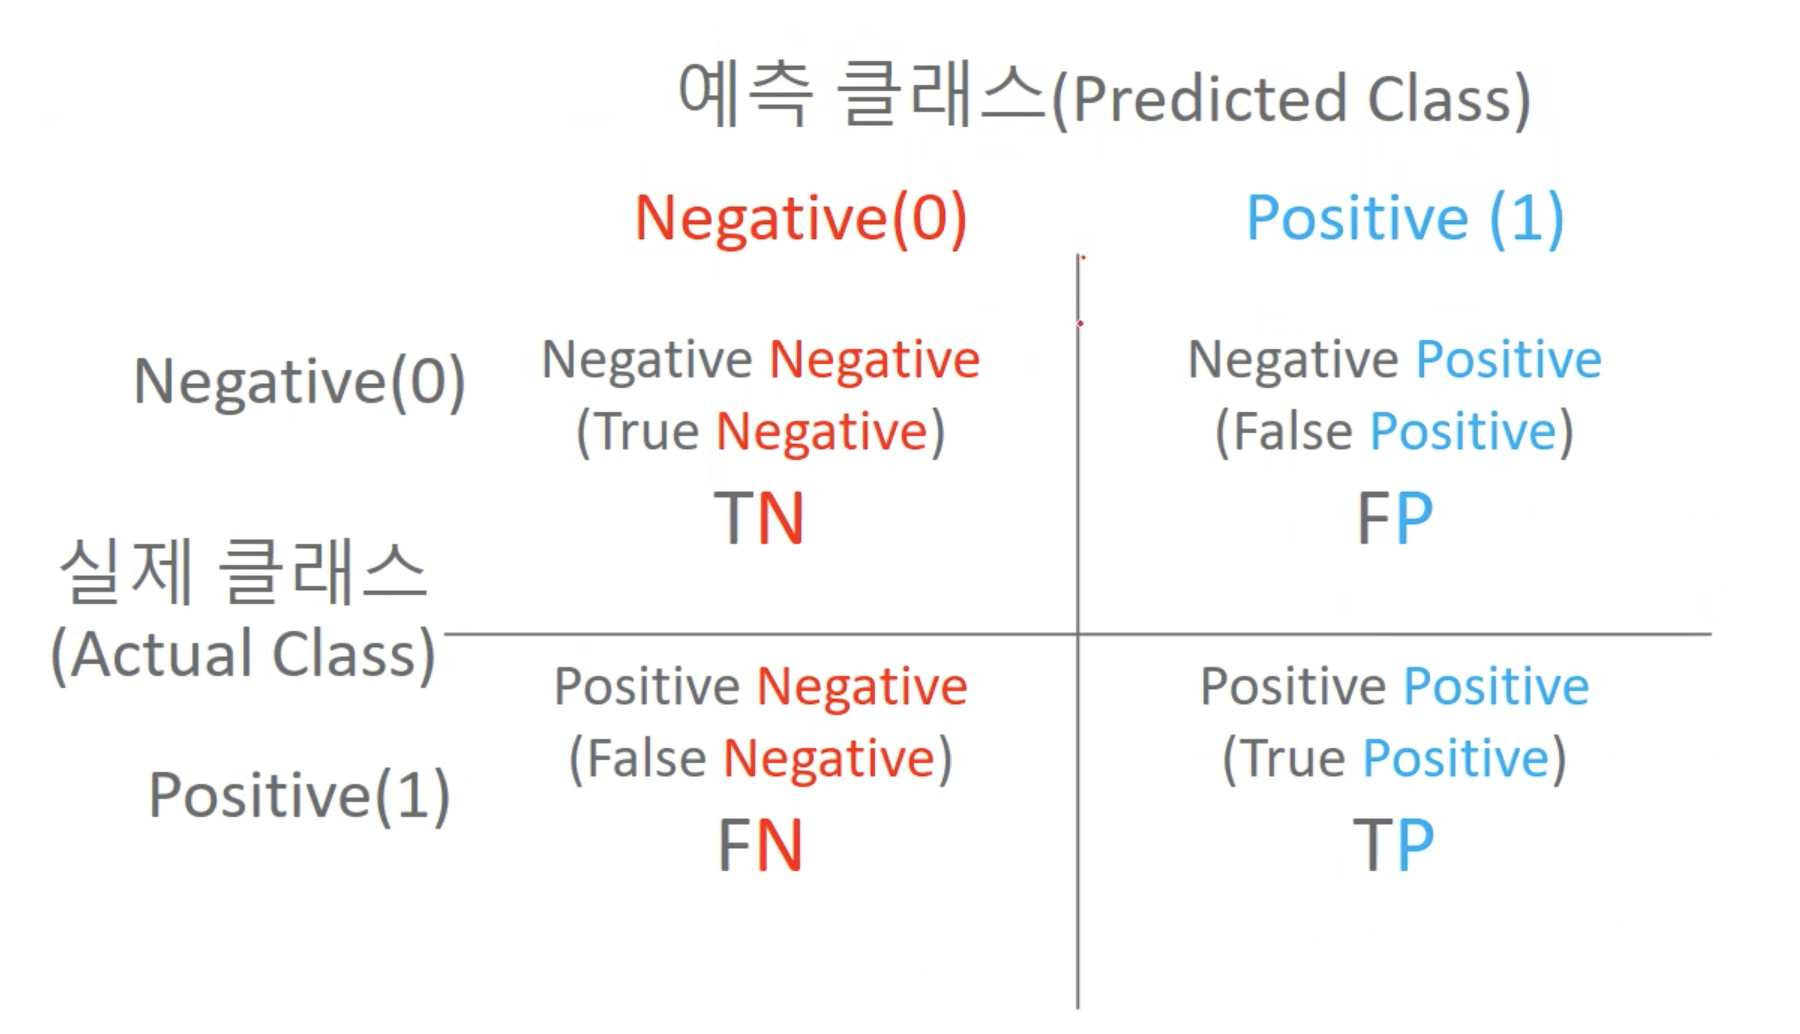 예측 클래스(Predicted Class)
Negative(0)
Positive (1)
Negative(0)
Negative Negative
(True Negative)
TN
Negative Positive
(False Positive)
FP
실제 클래스
(Actual Class)
Positive(1)
Positive Negative
(False Negative)
FN
Positive Positive
(True Positive)
TP